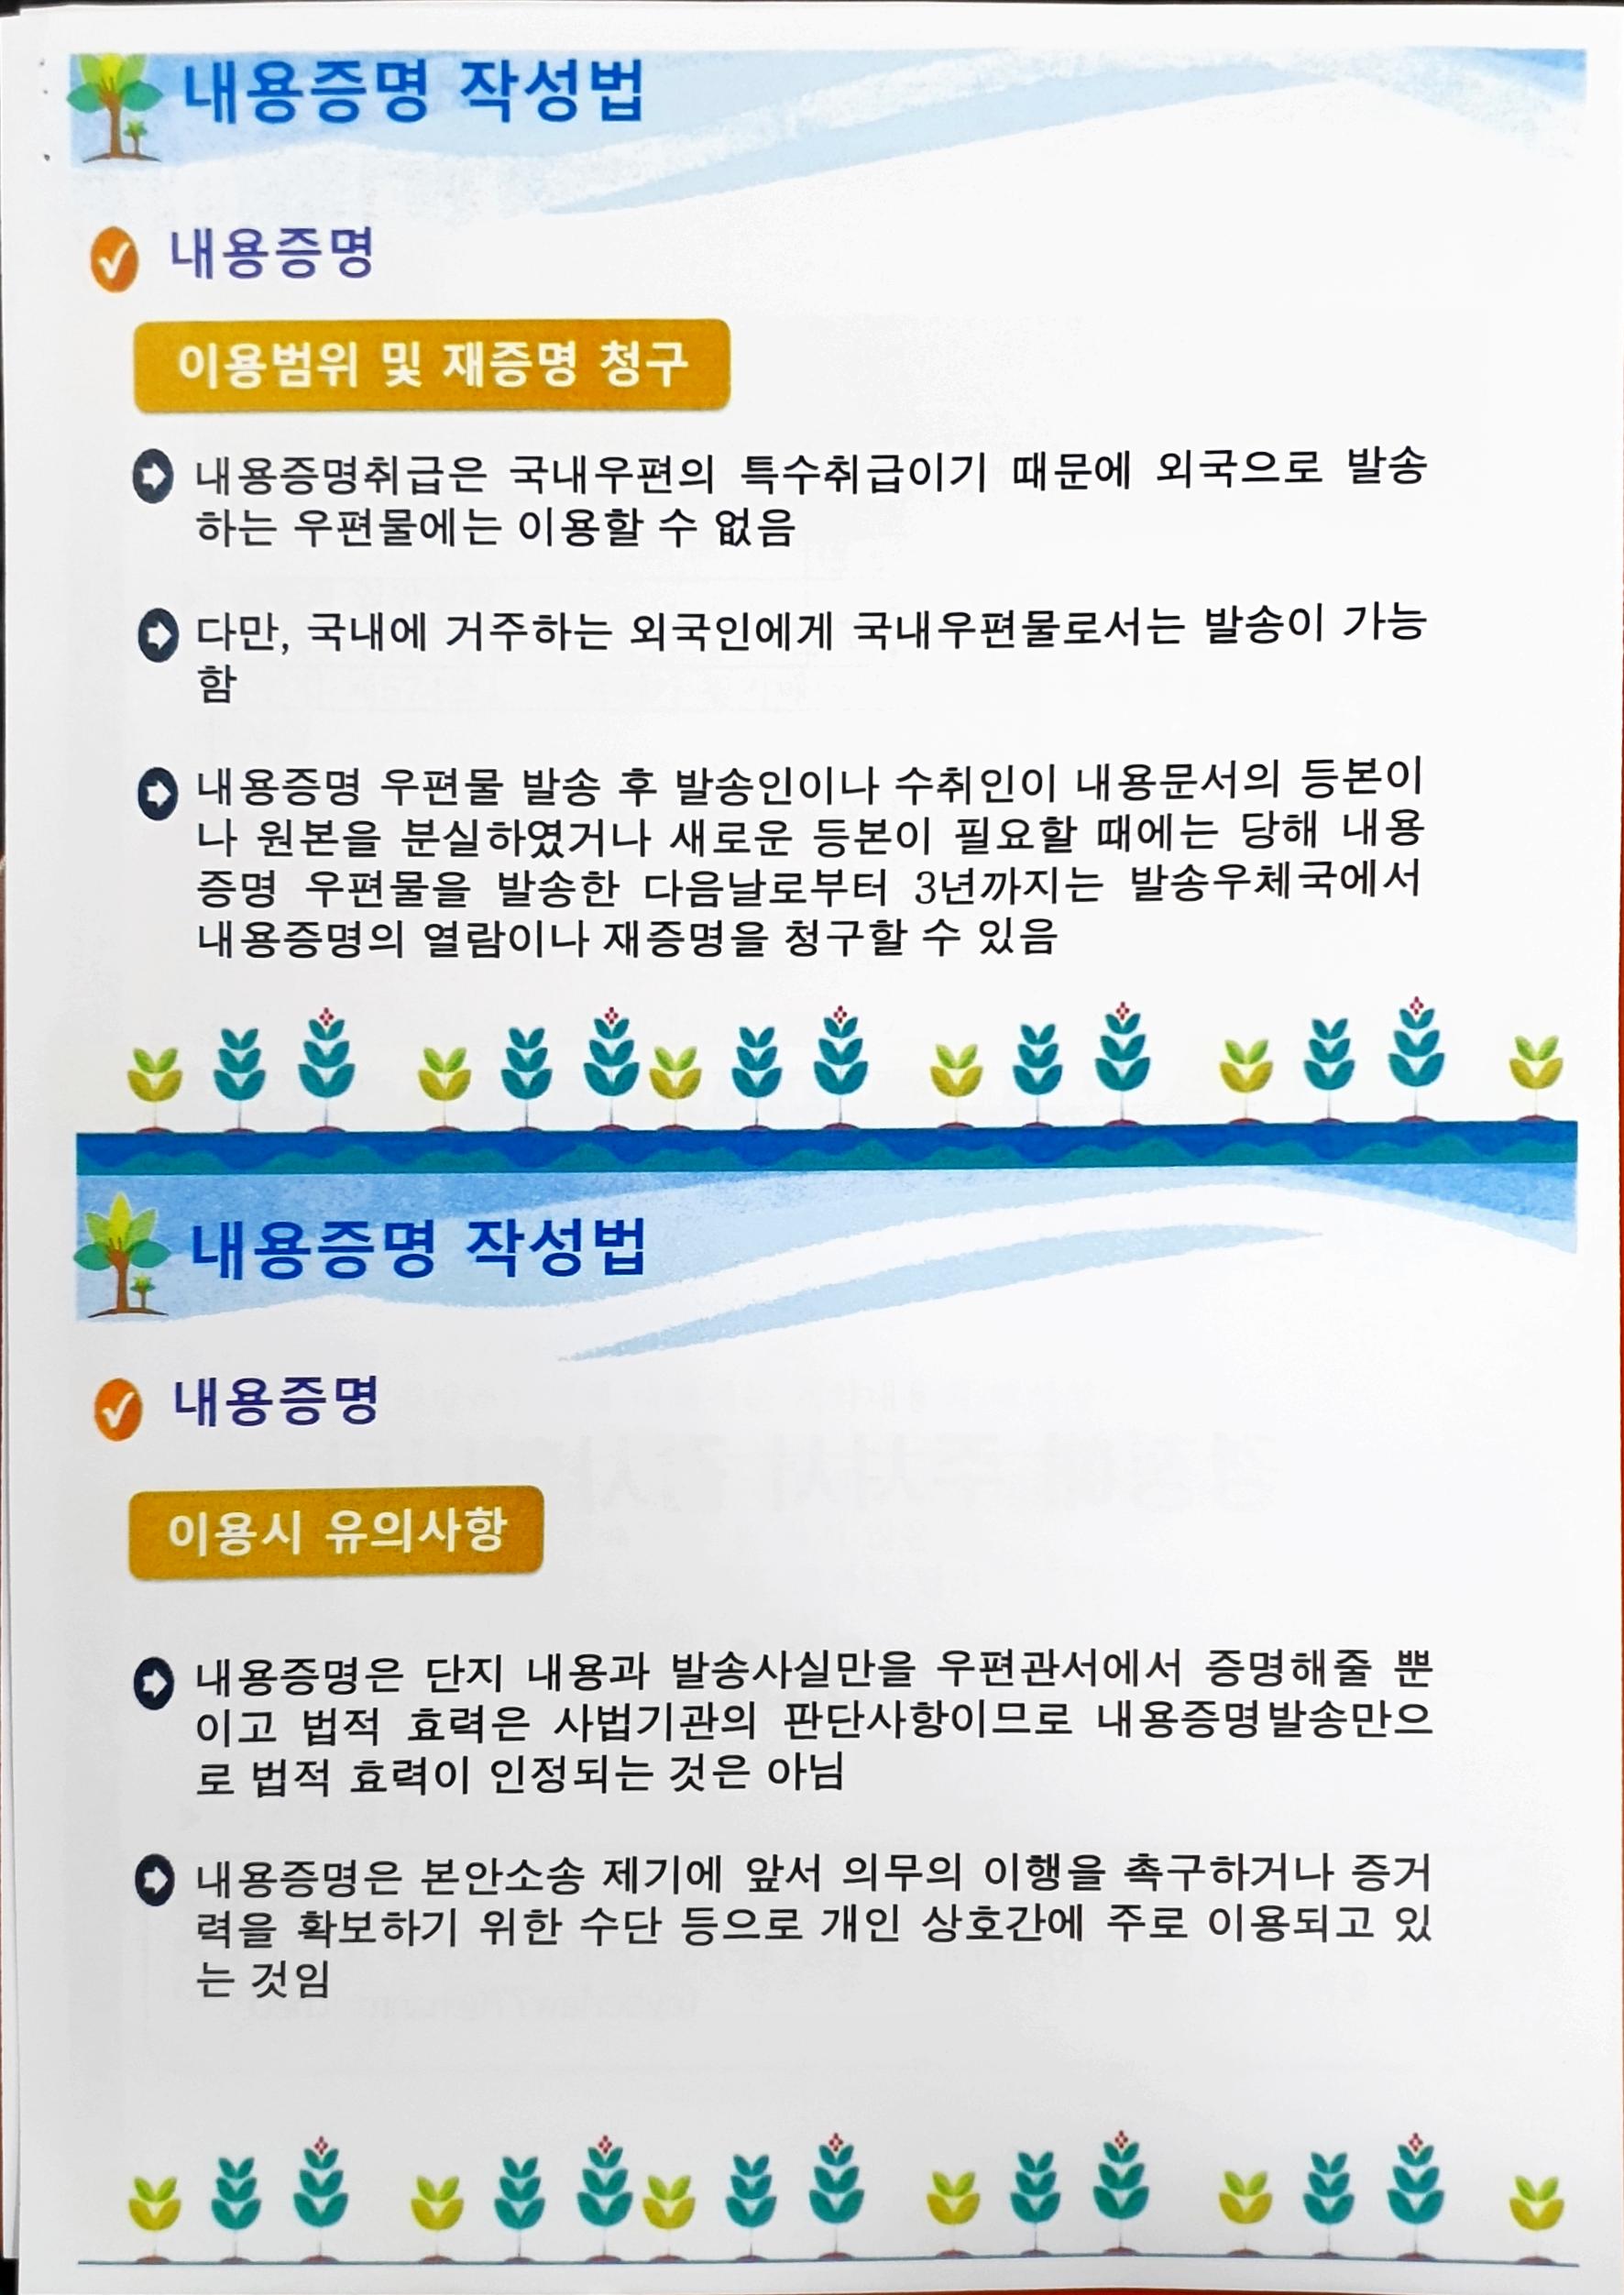 내용증명 작성법
내용증명
이용범위 및 재증명 청구
내용증명취급은 국내우편의 특수취급이기 때문에 외국으로 발송
하는 우편물에는 이용할 수 없음
다만, 국내에 거주하는 외국인에게 국내우편물로서는 발송이 가능
함
내용증명 우편물 발송 후 발송인이나 수취인이 내용문서의 등본이
나 원본을 분실하였거나 새로운 등본이 필요할 때에는 당해 내용
증명 우편물을 발송한 다음날로부터 3년까지는 발송우체국에서
내용증명의 열람이나 재증명을 청구할 수 있음
내용증명 작성법
내용증명
이용시 유의사항
내용증명은 단지 내용과 발송사실만을 우편관서에서 증명해줄 뿐
이고 법적 효력은 사법기관의 판단사항이므로 내용증명발송만으
로 법적 효력이 인정되는 것은 아님
내용증명은 본안소송 제기에 앞서 의무의 이행을 촉구하거나 증거
력을 확보하기 위한 수단 등으로 개인 상호간에 주로 이용되고 있
는 것임